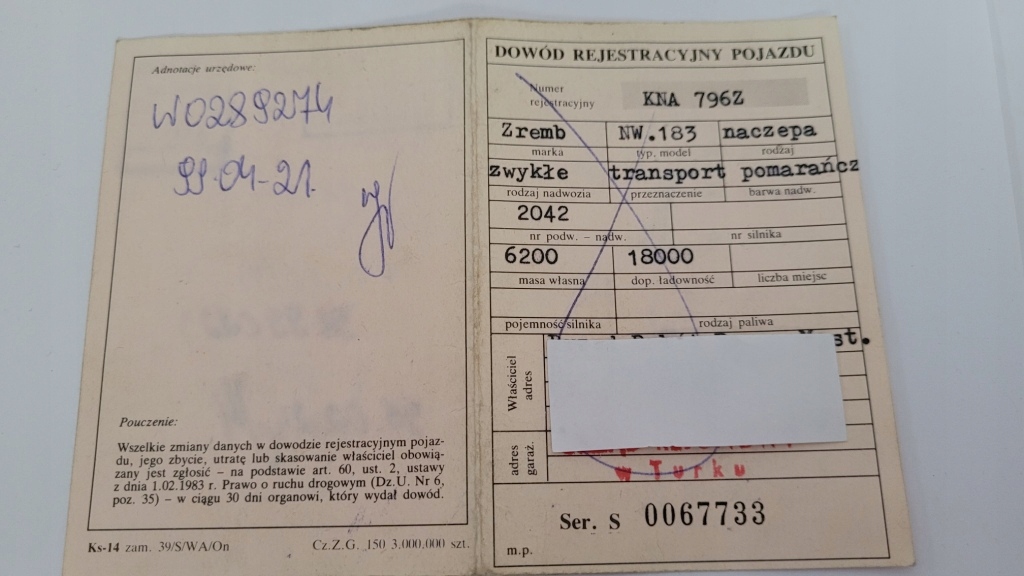 Adnotacje urzędowe:
W0289274
99-04-21.
Pouczenie:
Wszelkie zmiany danych w dowodzie rejestracyjnym pojaz-
du, jego zbycie, utratę lub skasowanie właściciel obowią-
zany jest zgłosić – na podstawie art. 60, ust. 2, ustawy
z dnia 1.02.1983 r. Prawo o ruchu drogowym (Dz.U. Nr 6,
poz. 35) – w ciągu 30 dni organowi, który wydał dowód.
Ks-14 zam. 39/S/WA/On Cz.Z.G. 150 3.000,000 szt.
DOWÓD REJESTRACYJNY POJAZDU
Numer
rejestracyjny KNA 796Z
Zremb NW.183 naczepa
marka typ. model rodzaj
zwykłe transport pomarańcz
rodzaj nadwozia przeznaczenie barwa nadw.
2042
nr podw. – nadw. nr silnika
6200 18000
masa własna dop. ładowność liczba miejsc
pojemność silnika rodzaj paliwa
Właściciel
adres
adres
garaż.
w Turku
Ser. S 0067733
m.p.